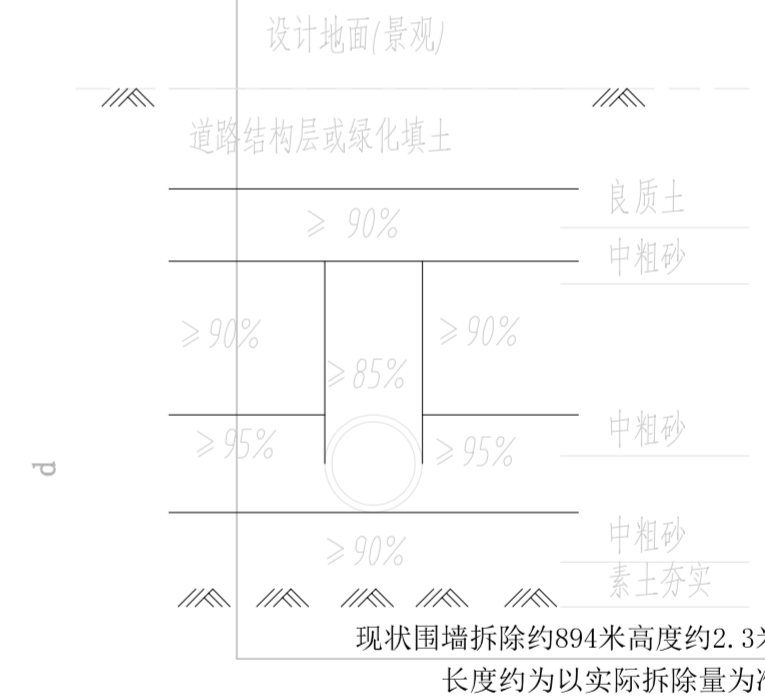 设计地面(景观)
道路结构层或绿化填土
良质土
≥ 90%
中粗砂
≥90%
≥90%
≥85%
中粗砂
≥95%
≥95%
d
中粗砂
≥90%
素土夯实
现状围墙拆除约894米高度约2.3
长度约为以实际拆除量为